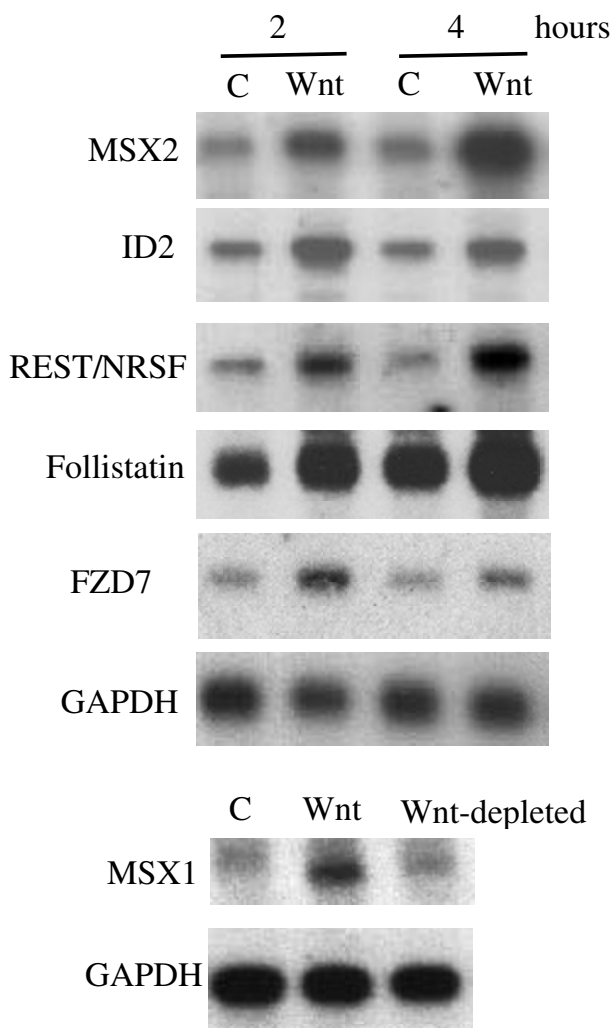 2 4 hours
C Wnt C Wnt
MSX2
ID2
REST/NRSF
Follistatin
FZD7
GAPDH
C Wnt Wnt-depleted
MSX1
GAPDH